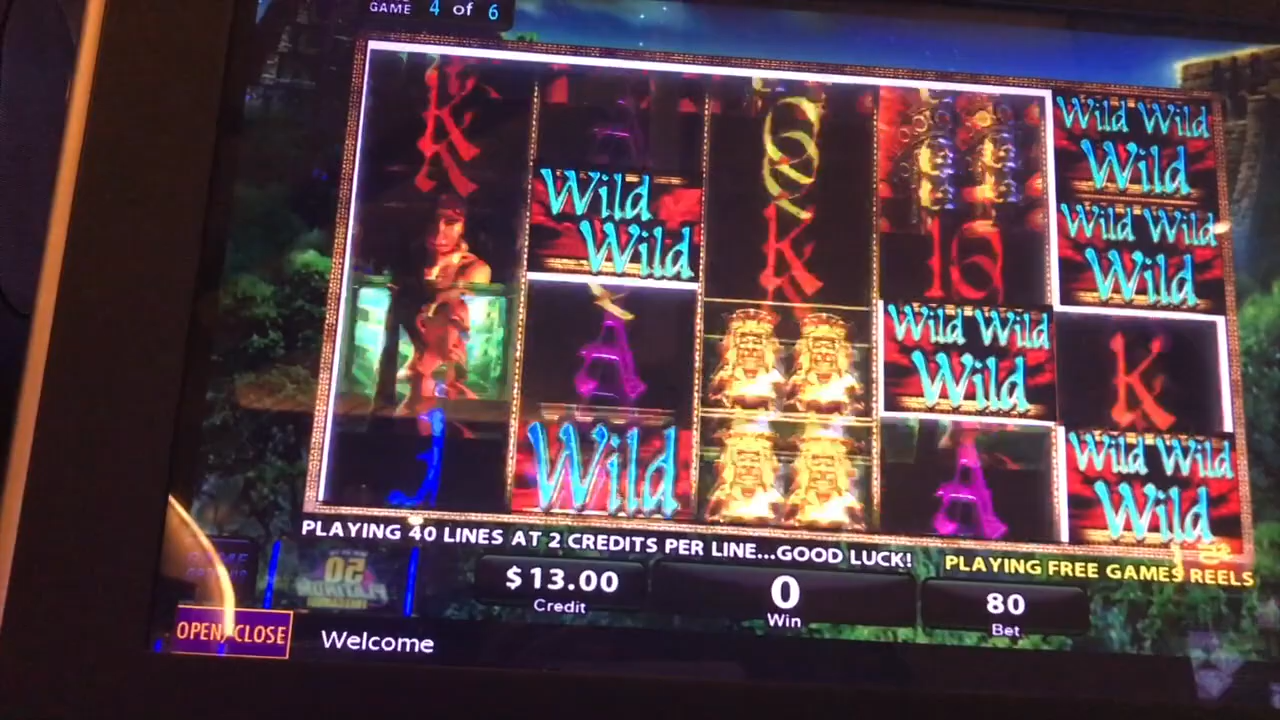 GAME 4 of 6
K
K A Q Wild Wild
Wild
Wild
Wild K 10 Wild Wild
Wild
A Wild Wild
Wild
K
J Wild A Wild Wild
Wild
PLAYING 40 LINES AT 2 CREDITS PER LINE...GOOD LUCK!
PLAYING FREE GAMES REELS
$13.00 0 80
Credit Win Bet
50
OPEN/CLOSE Welcome